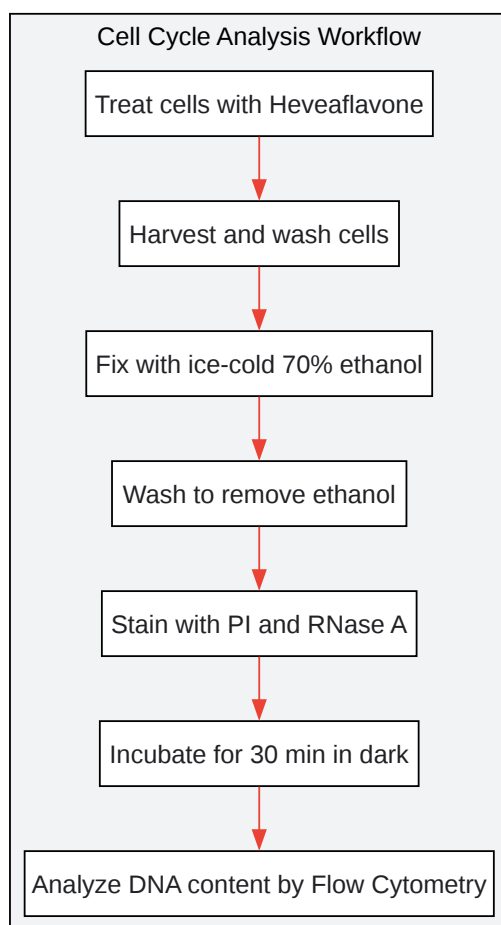 Cell Cycle Analysis Workflow
Treat cells with Heveaflavone
Harvest and wash cells
Fix with ice-cold 70% ethanol
Wash to remove ethanol
Stain with PI and RNase A
Incubate for 30 min in dark
Analyze DNA content by Flow Cytometry